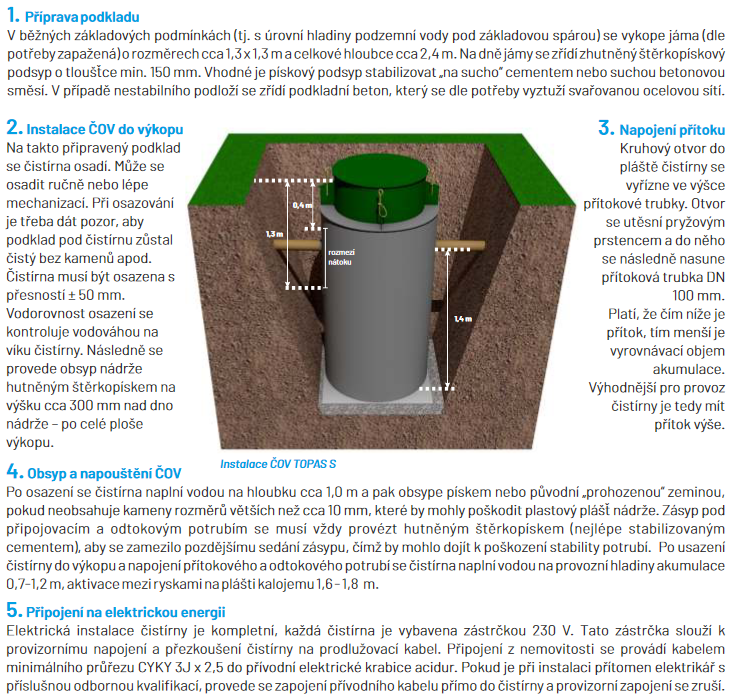 1. Příprava podkladu
V běžných základových podmínkách (tj. s úrovní hladiny podzemní vody pod základovou spárou) se vykope jáma (dle
potřeby zapažená) o rozměrech cca 1,3 x 1,3 m a celkové hloubce cca 2,4 m. Na dně jámy se zřídí zhutněný štěrkopískový
podsyp o tloušťce min. 150 mm. Vhodné je pískový podsyp stabilizovat „na sucho" cementem nebo suchou betonovou
směsí. V případě nestabilního podloží se zřídí podkladní beton, který se dle potřeby vyztuží svařovanou ocelovou sítí.
2. Instalace ČOV do výkopu
Na takto připravený podklad
se čistírna osadí. Může se
osadit ručně nebo lépe
mechanizací. Při osazování
je třeba dát pozor, aby
podklad pod čistírnu zůstal
čistý bez kamenů apod.
Čistírna musí být osazena s
přesností ± 50 mm.
Vodorovnost osazení se
kontroluje vodováhou na
víku čistírny. Následně se
provede obsyp nádrže
hutněným štěrkopískem na
výšku cca 300 mm nad dno
nádrže – po celé ploše
výkopu.
0,4 m
1,3 m
rozmezí
nátoku
1,4 m
Instalace ČOV TOPAS S
3. Napojení přítoku
Kruhový otvor do
pláště čistírny se
vyřízne ve výšce
přítokové trubky. Otvor
se utěsní pryžovým
prstencem a do něho
se následně nasune
přítoková trubka DN
100 mm.
Platí, že čím níže je
přítok, tím menší je
vyrovnávací objem
akumulace.
Výhodnější pro provoz
čistírny je tedy mít
přítok výše.
4. Obsyp a napouštění ČOV
Po osazení se čistírna naplní vodou na hloubku cca 1,0 m a pak obsype pískem nebo původní „prohozenou" zeminou,
pokud neobsahuje kameny rozměrů větších než cca 10 mm, které by mohly poškodit plastový plášť nádrže. Zásyp pod
připojovacím a odtokovým potrubím se musí vždy provézt hutněným štěrkopískem (nejlépe stabilizovaným
cementem), aby se zamezilo pozdějšímu sedání zásypu, čímž by mohlo dojít k poškození stability potrubí. Po usazení
čistírny do výkopu a napojení přítokového a odtokového potrubí se čistírna naplní vodou na provozní hladiny akumulace
0,7-1,2 m, aktivace mezi ryskami na plášti kalojemu 1,6 - 1,8 m.
5. Připojení na elektrickou energii
Elektrická instalace čistírny je kompletní, každá čistírna je vybavena zástrčkou 230 V. Tato zástrčka slouží k
provizornímu napojení a přezkoušení čistírny na prodlužovací kabel. Připojení z nemovitosti se provádí kabelem
minimálního průřezu CYKY 3J x 2,5 do přívodní elektrické krabice acidur. Pokud je při instalaci přítomen elektrikář s
příslušnou odbornou kvalifikací, provede se zapojení přívodního kabelu přímo do čistírny a provizorní zapojení se zruší.